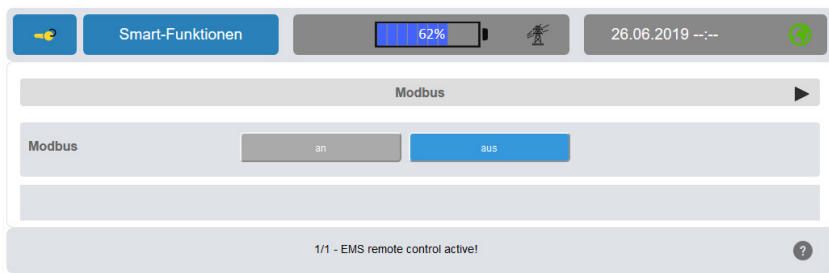 Smart-Funktionen 62% 26.06.2019 --:--
Modbus
Modbus an aus
1/1 - EMS remote control active!
?